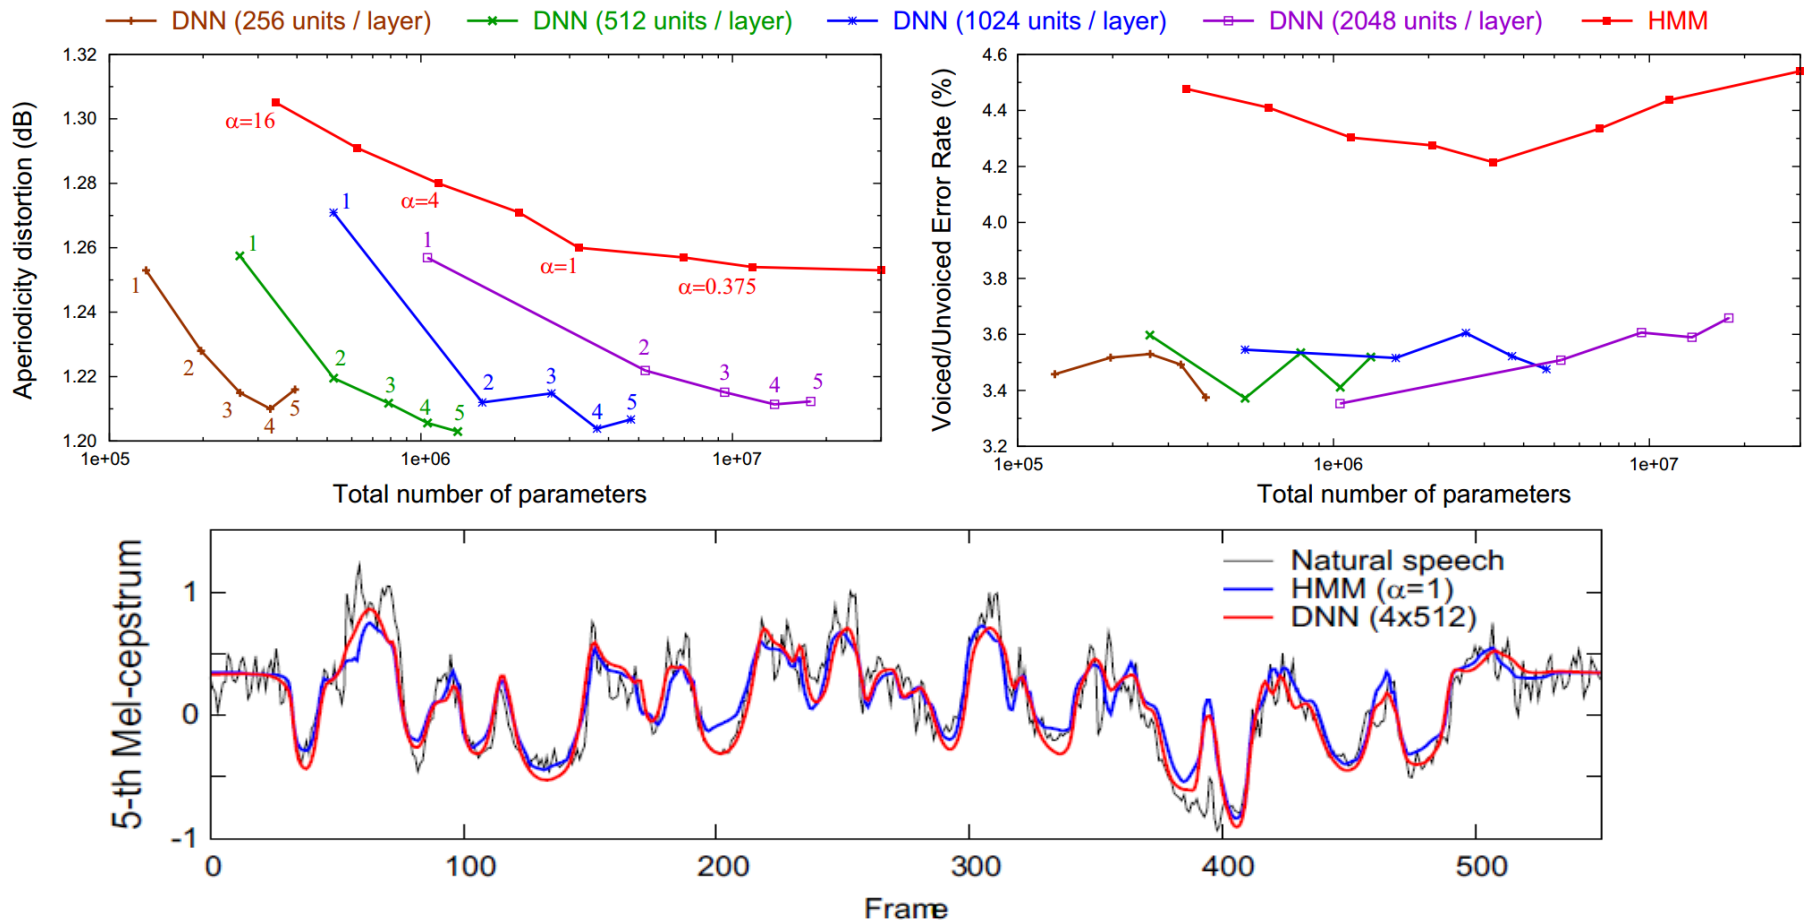 DNN (256 units / layer) DNN (512 units / layer) DNN (1024 units / layer) DNN (2048 units / layer) HMM
Aperiodicity distortion (dB)
1.32
1.30
1.28
1.26
1.24
1.22
1.20
α=16
α=4
α=1
α=0.375
1
2
3
4
5
1
2
3
4
5
1
2
3
4
5
1
2
3
4
5
1e+05 1e+06 1e+07
Total number of parameters
Voiced/Unvoiced Error Rate (%)
4.6
4.4
4.2
4.0
3.8
3.6
3.4
3.2
1e+05 1e+06 1e+07
Total number of parameters
5-th Mel-cepstrum
1
0
-1
Natural speech
HMM (α=1)
DNN (4x512)
0 100 200 300 400 500
Frame